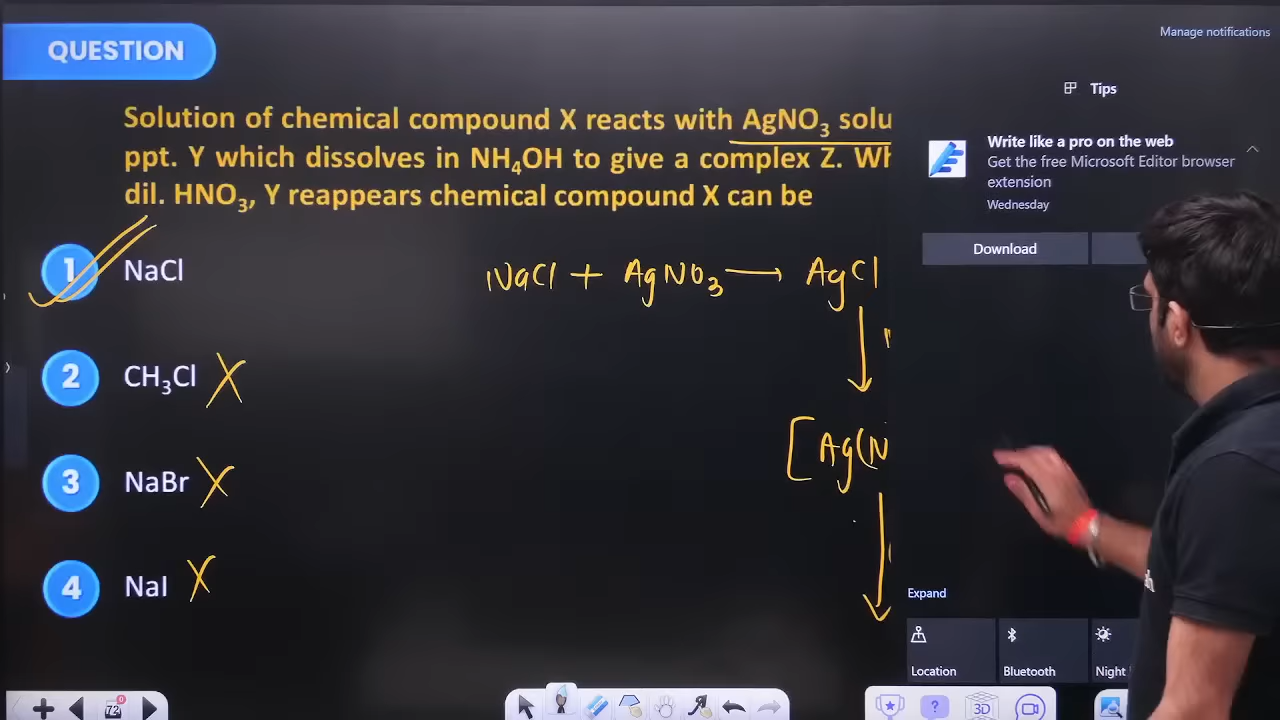 QUESTION
Solution of chemical compound X reacts with AgNO₃ solu
ppt. Y which dissolves in NH₄OH to give a complex Z.
dil. HNO₃, Y reappears chemical compound X can be
1 NaCl
2 CH₃Cl X
3 NaBr X
4 NaI X
NaCl + AgNO₃ → AgCl
[Ag(N
Manage notifications
Tips
Write like a pro on the web
Get the free Microsoft Editor browser
extension
Wednesday
Download
Expand
Location
Bluetooth
Night
72
3D